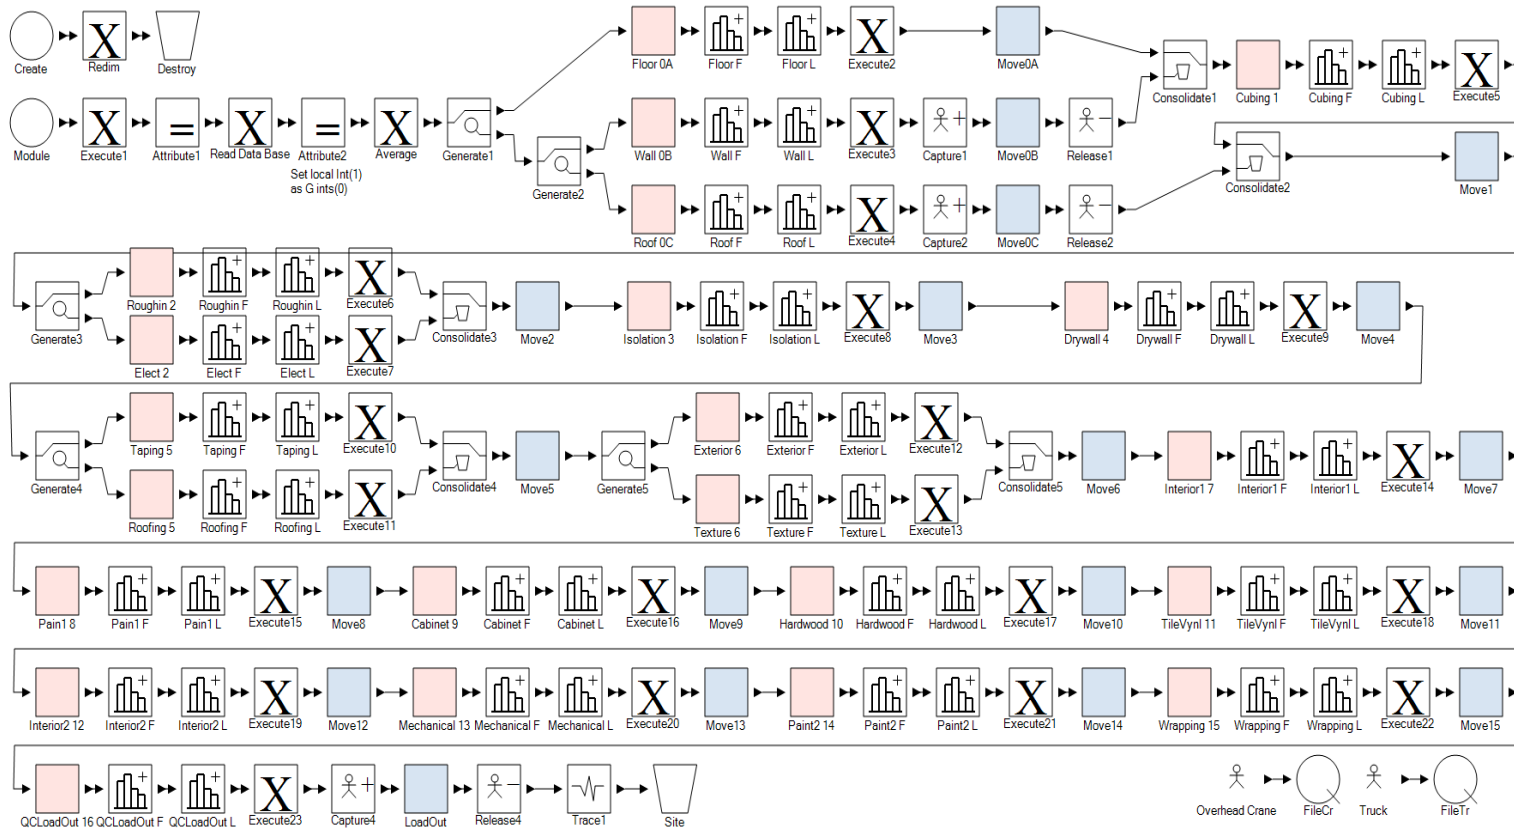 Create
Redim
Destroy
Floor 0A
Floor F
Floor L
Execute2
Move0A
Consolidate1
Cubing 1
Cubing F
Cubing L
Execute5
Module
Execute1
Attribute1
Read Data Base
Attribute2
Set local Int(1)
as G ints(0)
Average
Generate1
Generate2
Wall 0B
Wall F
Wall L
Execute3
Capture1
Move0B
Release1
Consolidate2
Move1
Roof 0C
Roof F
Roof L
Execute4
Capture2
Move0C
Release2
Generate3
Roughin 2
Roughin F
Roughin L
Execute6
Elect 2
Elect F
Elect L
Execute7
Consolidate3
Move2
Isolation 3
Isolation F
Isolation L
Execute8
Move3
Drywall 4
Drywall F
Drywall L
Execute9
Move4
Generate4
Taping 5
Taping F
Taping L
Execute10
Roofing 5
Roofing F
Roofing L
Execute11
Consolidate4
Move5
Generate5
Exterior 6
Exterior F
Exterior L
Execute12
Texture 6
Texture F
Texture L
Execute13
Consolidate5
Move6
Interior1 7
Interior1 F
Interior1 L
Execute14
Move7
Pain1 8
Pain1 F
Pain1 L
Execute15
Move8
Cabinet 9
Cabinet F
Cabinet L
Execute16
Move9
Hardwood 10
Hardwood F
Hardwood L
Execute17
Move10
TileVynl 11
TileVynl F
TileVynl L
Execute18
Move11
Interior2 12
Interior2 F
Interior2 L
Execute19
Move12
Mechanical 13
Mechanical F
Mechanical L
Execute20
Move13
Paint2 14
Paint2 F
Paint2 L
Execute21
Move14
Wrapping 15
Wrapping F
Wrapping L
Execute22
Move15
QCLoadOut 16
QCLoadOut F
QCLoadOut L
Execute23
Capture4
LoadOut
Release4
Trace1
Site
Overhead Crane
FileCr
Truck
FileTr